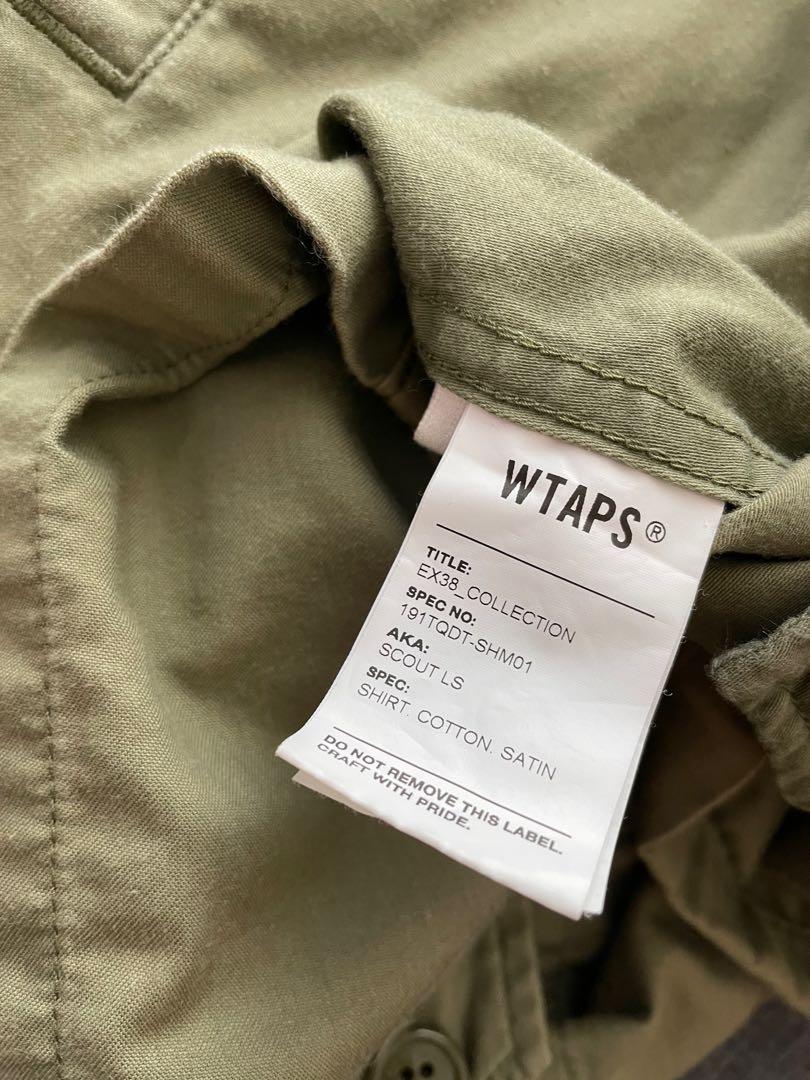 WTAPS®
TITLE:
EX38_COLLECTION
SPEC NO:
191TQDT-SHM01
AKA:
SCOUT LS
SPEC:
SHIRT. COTTON. SATIN
DO NOT REMOVE THIS LABEL.
CRAFT WITH PRIDE.